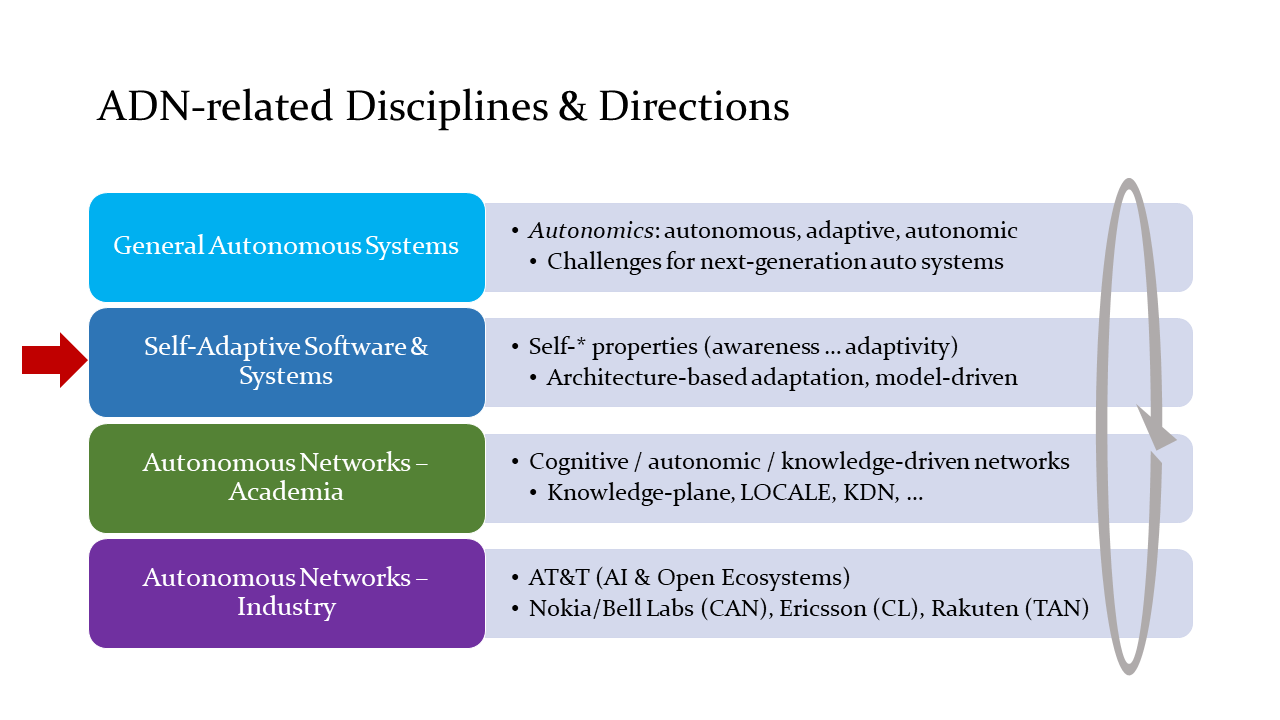 ADN-related Disciplines & Directions
General Autonomous Systems
• Autonomics: autonomous, adaptive, autonomic
• Challenges for next-generation auto systems
Self-Adaptive Software &
Systems
• Self-* properties (awareness ... adaptivity)
• Architecture-based adaptation, model-driven
Autonomous Networks –
Academia
• Cognitive / autonomic / knowledge-driven networks
• Knowledge-plane, LOCALE, KDN, ...
Autonomous Networks –
Industry
• AT&T (AI & Open Ecosystems)
• Nokia/Bell Labs (CAN), Ericsson (CL), Rakuten (TAN)